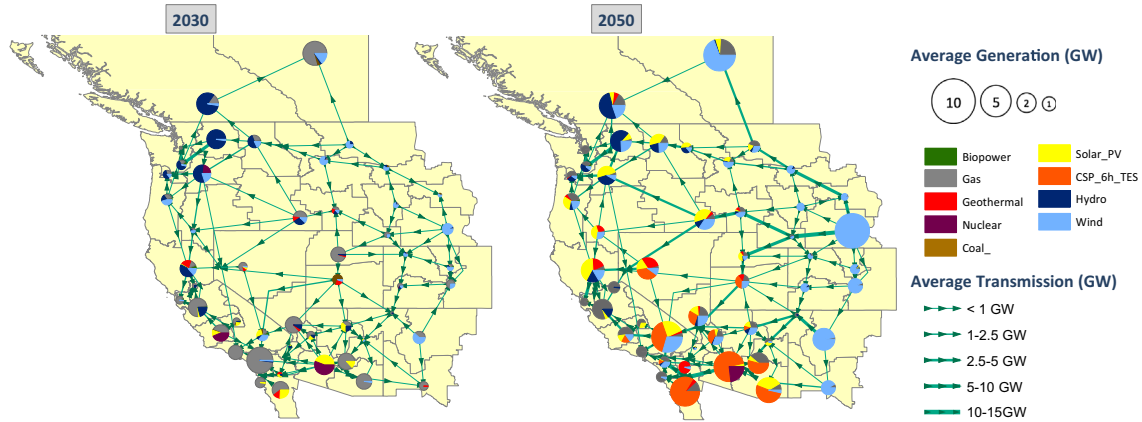 2030
2050
Average Generation (GW)
10
5
2
1
Biopower
Gas
Geothermal
Nuclear
Coal_
Solar_PV
CSP_6h_TES
Hydro
Wind
Average Transmission (GW)
< 1 GW
1-2.5 GW
2.5-5 GW
5-10 GW
10-15GW